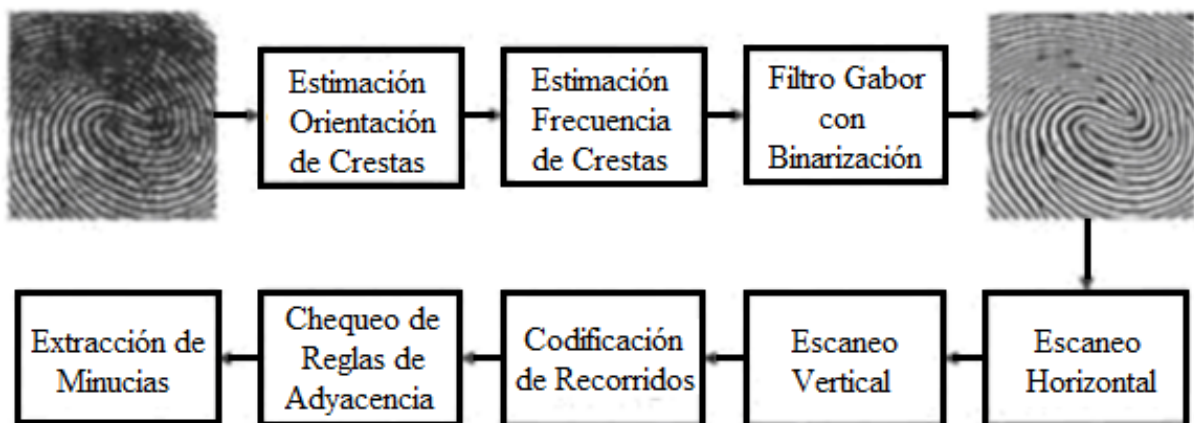 Estimación
Orientación
de Crestas
Estimación
Frecuencia
de Crestas
Filtro Gabor
con
Binarización
Escaneo
Horizontal
Escaneo
Vertical
Codificación
de Recorridos
Chequeo de
Reglas de
Adyacencia
Extracción de
Minucias